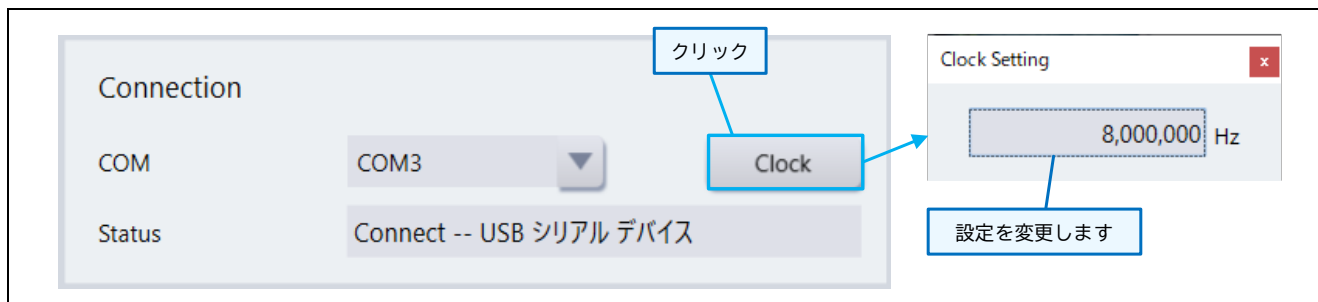 Connection
クリック
COM
COM3
Clock
Status
Connect -- USB シリアル デバイス
Clock Setting
x
8,000,000 Hz
設定を変更します